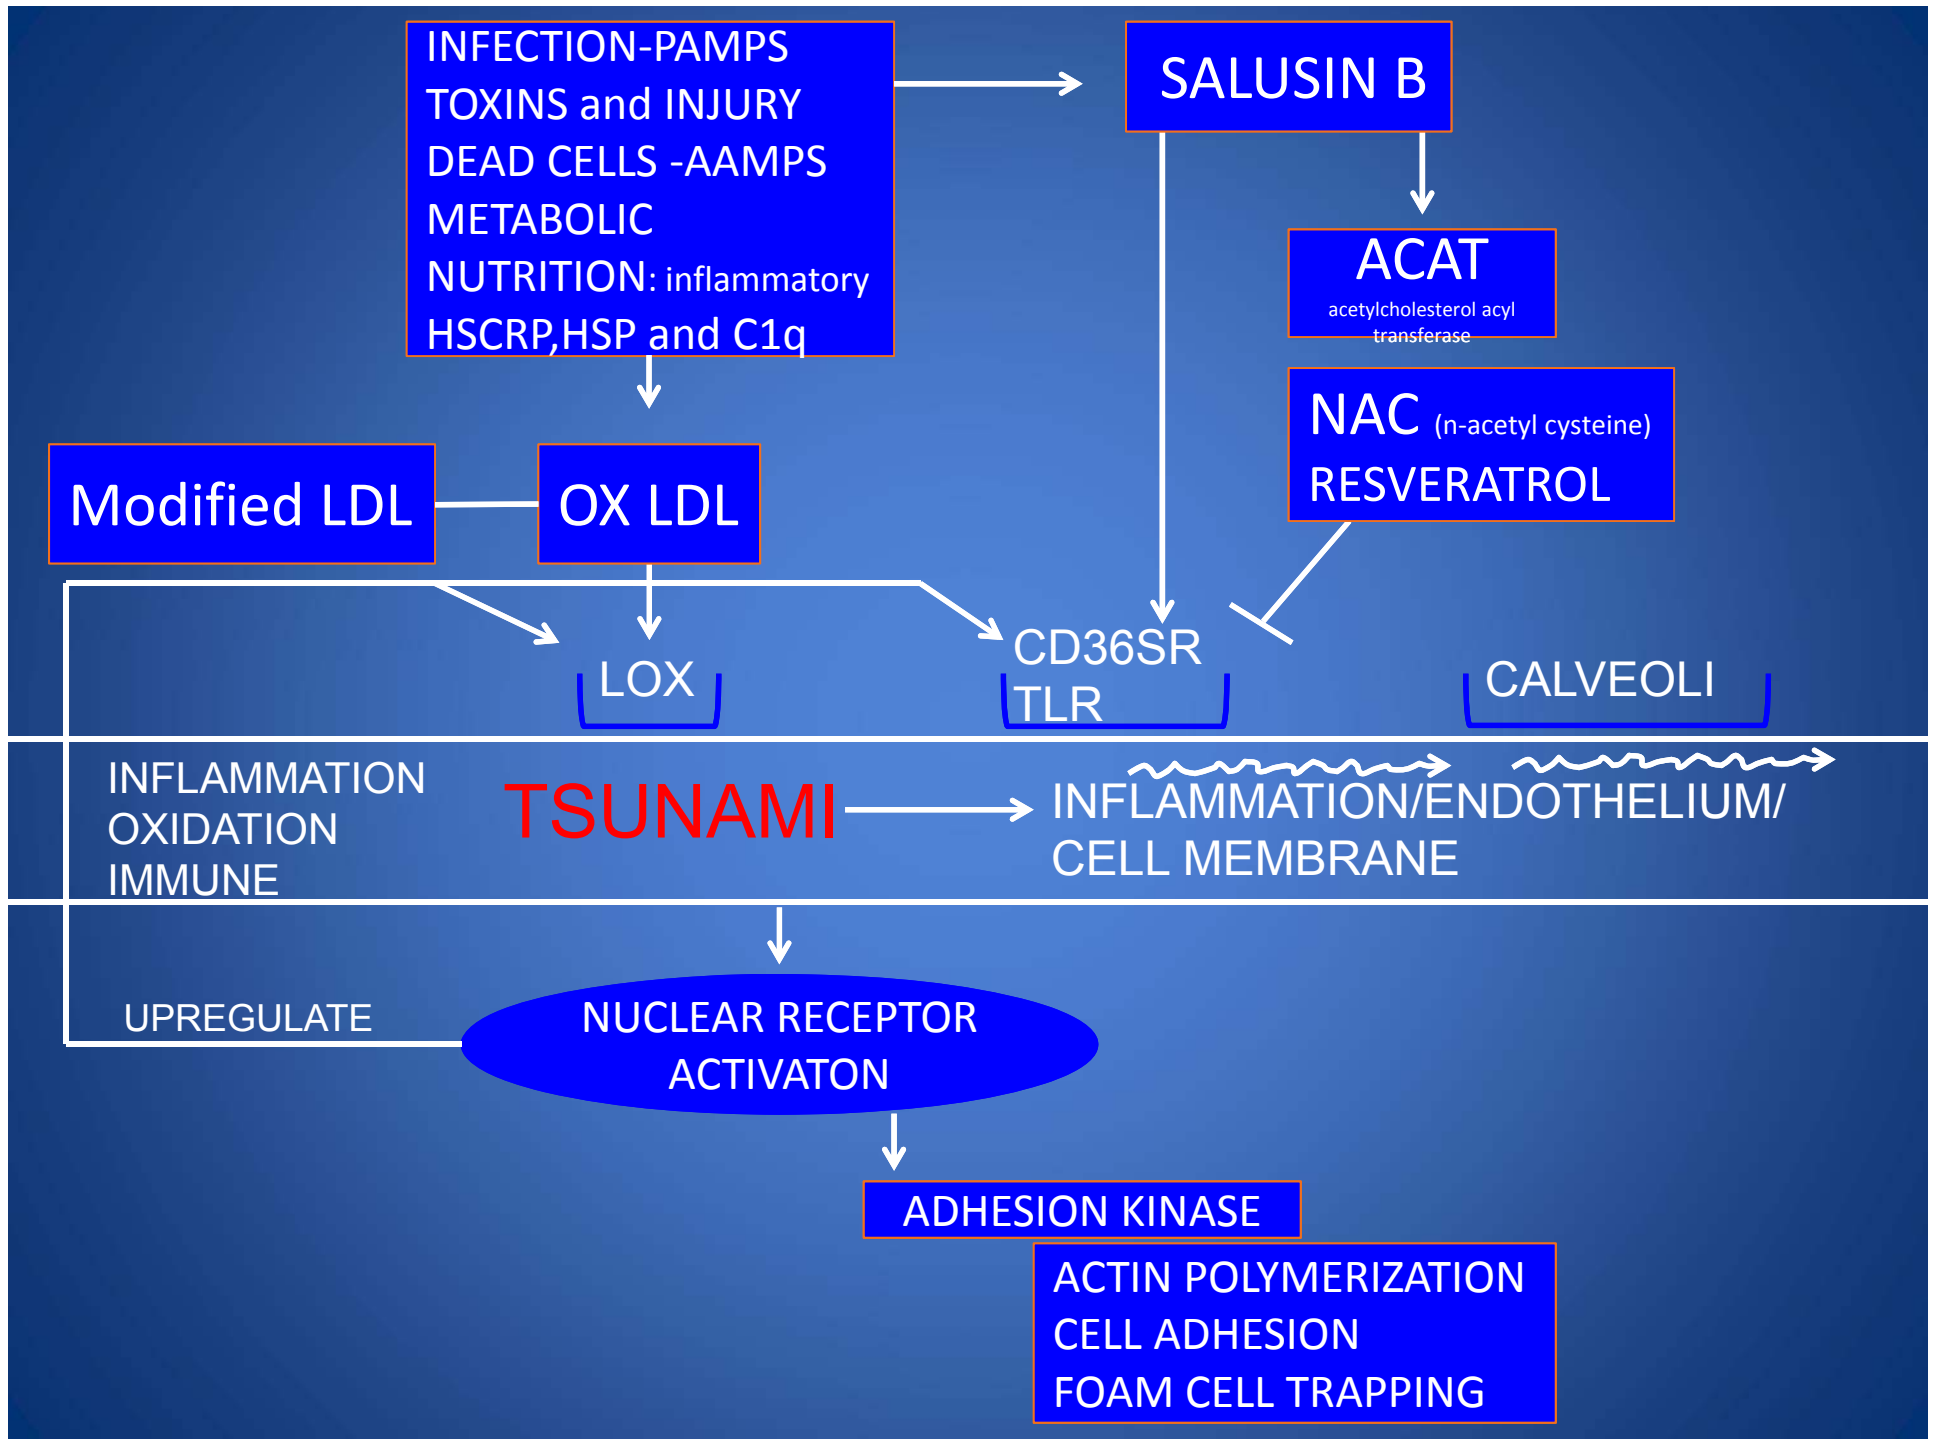 INFECTION-PAMPS
TOXINS and INJURY
DEAD CELLS -AAMPS
METABOLIC
NUTRITION: inflammatory
HSCRP,HSP and C1q
SALUSIN B
ACAT
acetylcholesterol acyl
transferase
NAC (n-acetyl cysteine)
RESVERATROL
Modified LDL
OX LDL
LOX
CD36SR
TLR
CALVEOLI
INFLAMMATION
OXIDATION
IMMUNE
TSUNAMI
INFLAMMATION/ENDOTHELIUM/
CELL MEMBRANE
UPREGULATE
NUCLEAR RECEPTOR
ACTIVATON
ADHESION KINASE
ACTIN POLYMERIZATION
CELL ADHESION
FOAM CELL TRAPPING